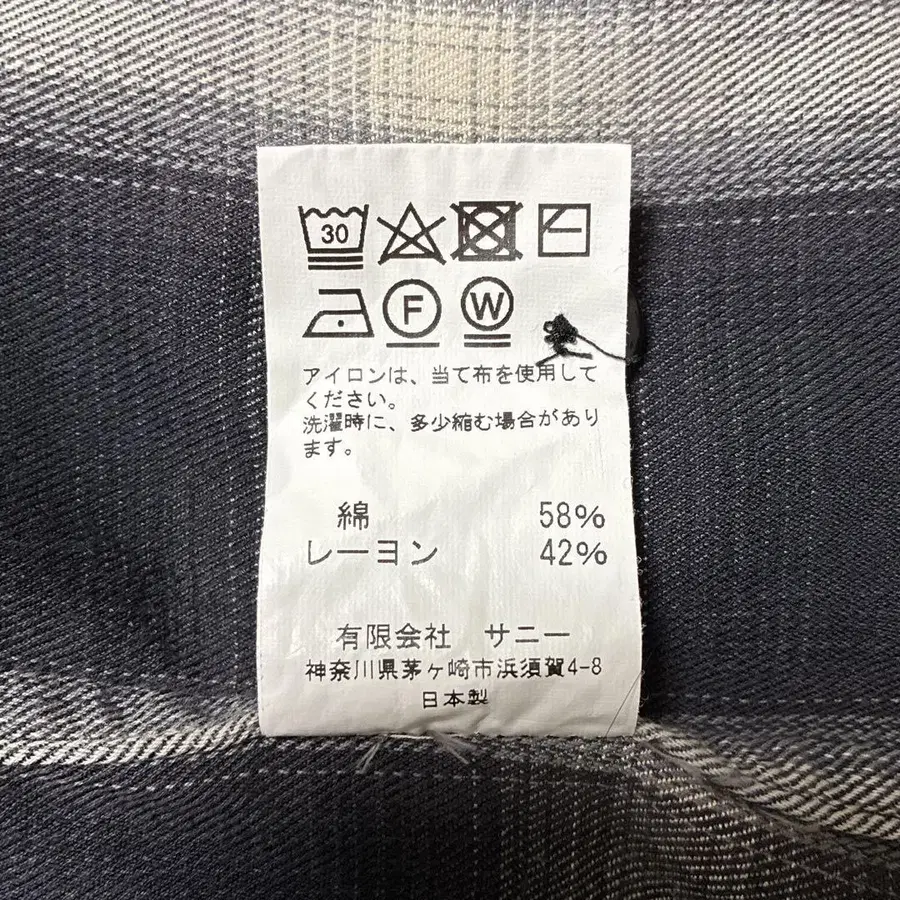 30
F W
アイロンは、当て布を使用して
ください。
洗濯時に、多少縮む場合があり
ます。
綿 58%
レーヨン 42%
有限会社 サニー
神奈川県茅ヶ崎市浜須賀4-8
日本製